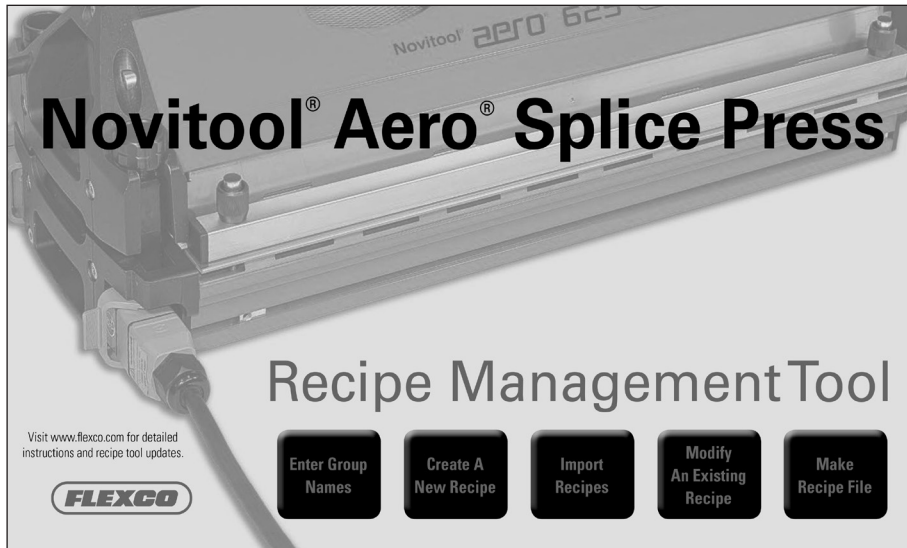 Novitool® aero® 625
Novitool® Aero® Splice Press
Recipe Management Tool
Visit www.flexco.com for detailed
instructions and recipe tool updates.
FLEXCO
Enter Group
Names
Create A
New Recipe
Import
Recipes
Modify
An Existing
Recipe
Make
Recipe File